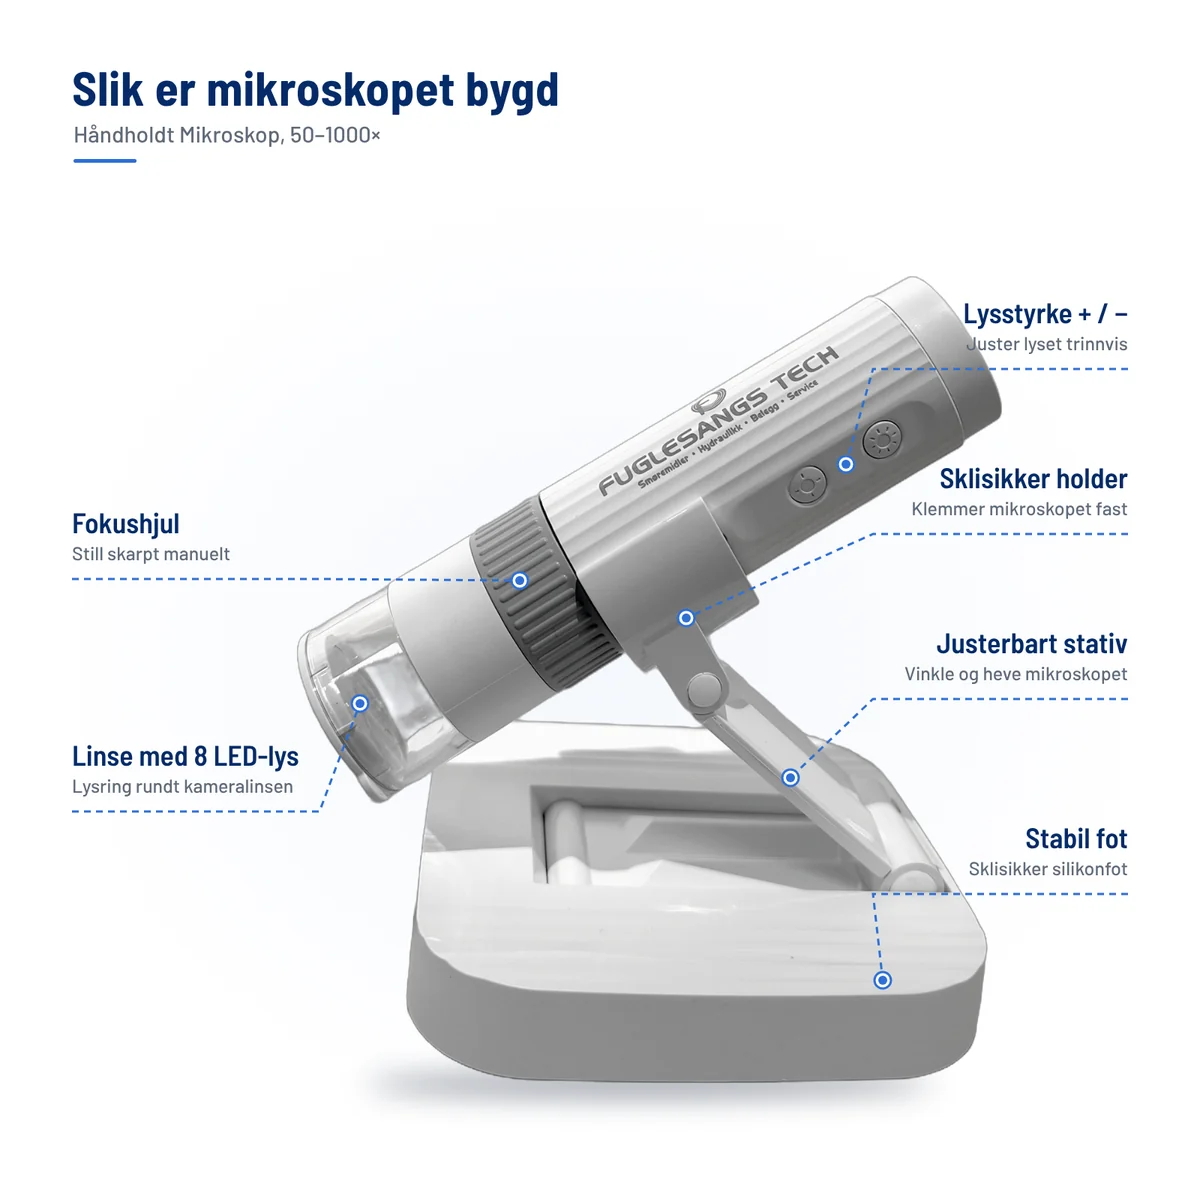 Slik er mikroskopet bygd
Håndholdt Mikroskop, 50–1000×
Lysstyrke + / –
Juster lyset trinnvis
FUGLESANGS TECH
Smøremidler • Hydraulikk • Belegg • Service
Sklisikker holder
Klemmer mikroskopet fast
Fokushjul
Still skarpt manuelt
Justerbart stativ
Vinkle og heve mikroskopet
Linse med 8 LED-lys
Lysring rundt kameralinsen
Stabil fot
Sklisikker silikonfot